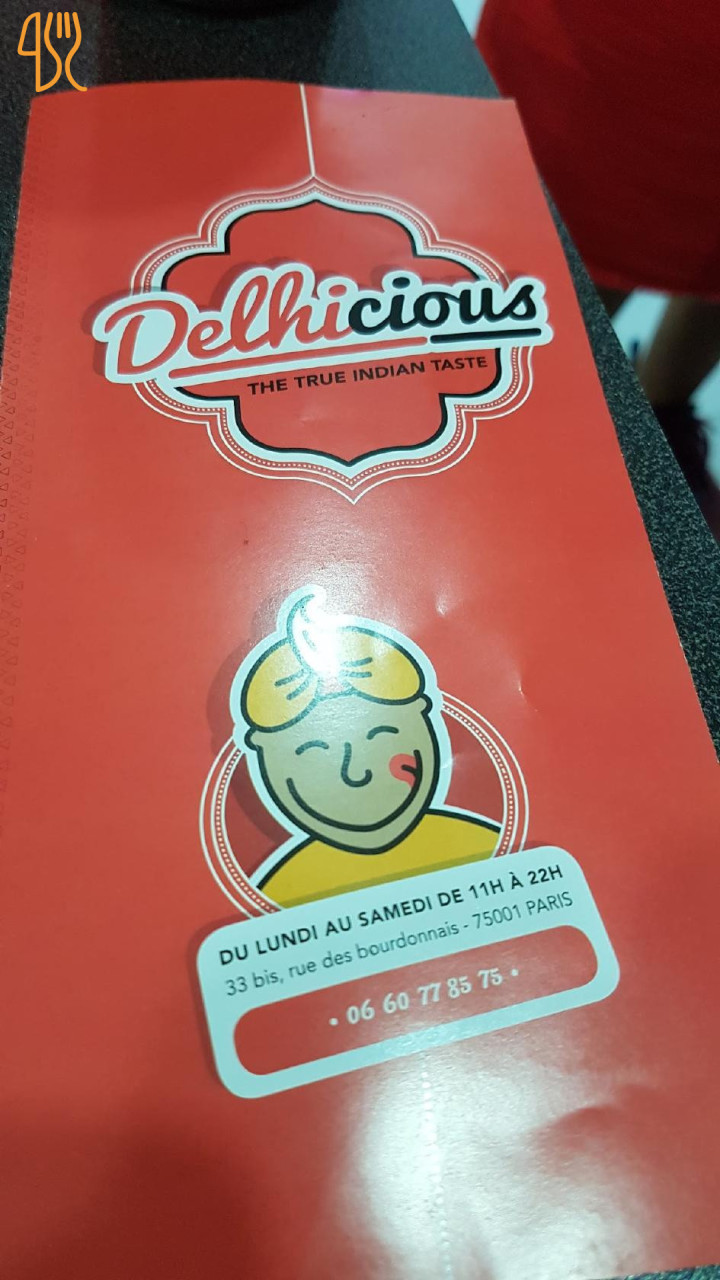 Delhicious
THE TRUE INDIAN TASTE
DU LUNDI AU SAMEDI DE 11H À 22H
33 bis, rue des bourdonnais - 75001 PARIS
• 06 60 77 85 75 •